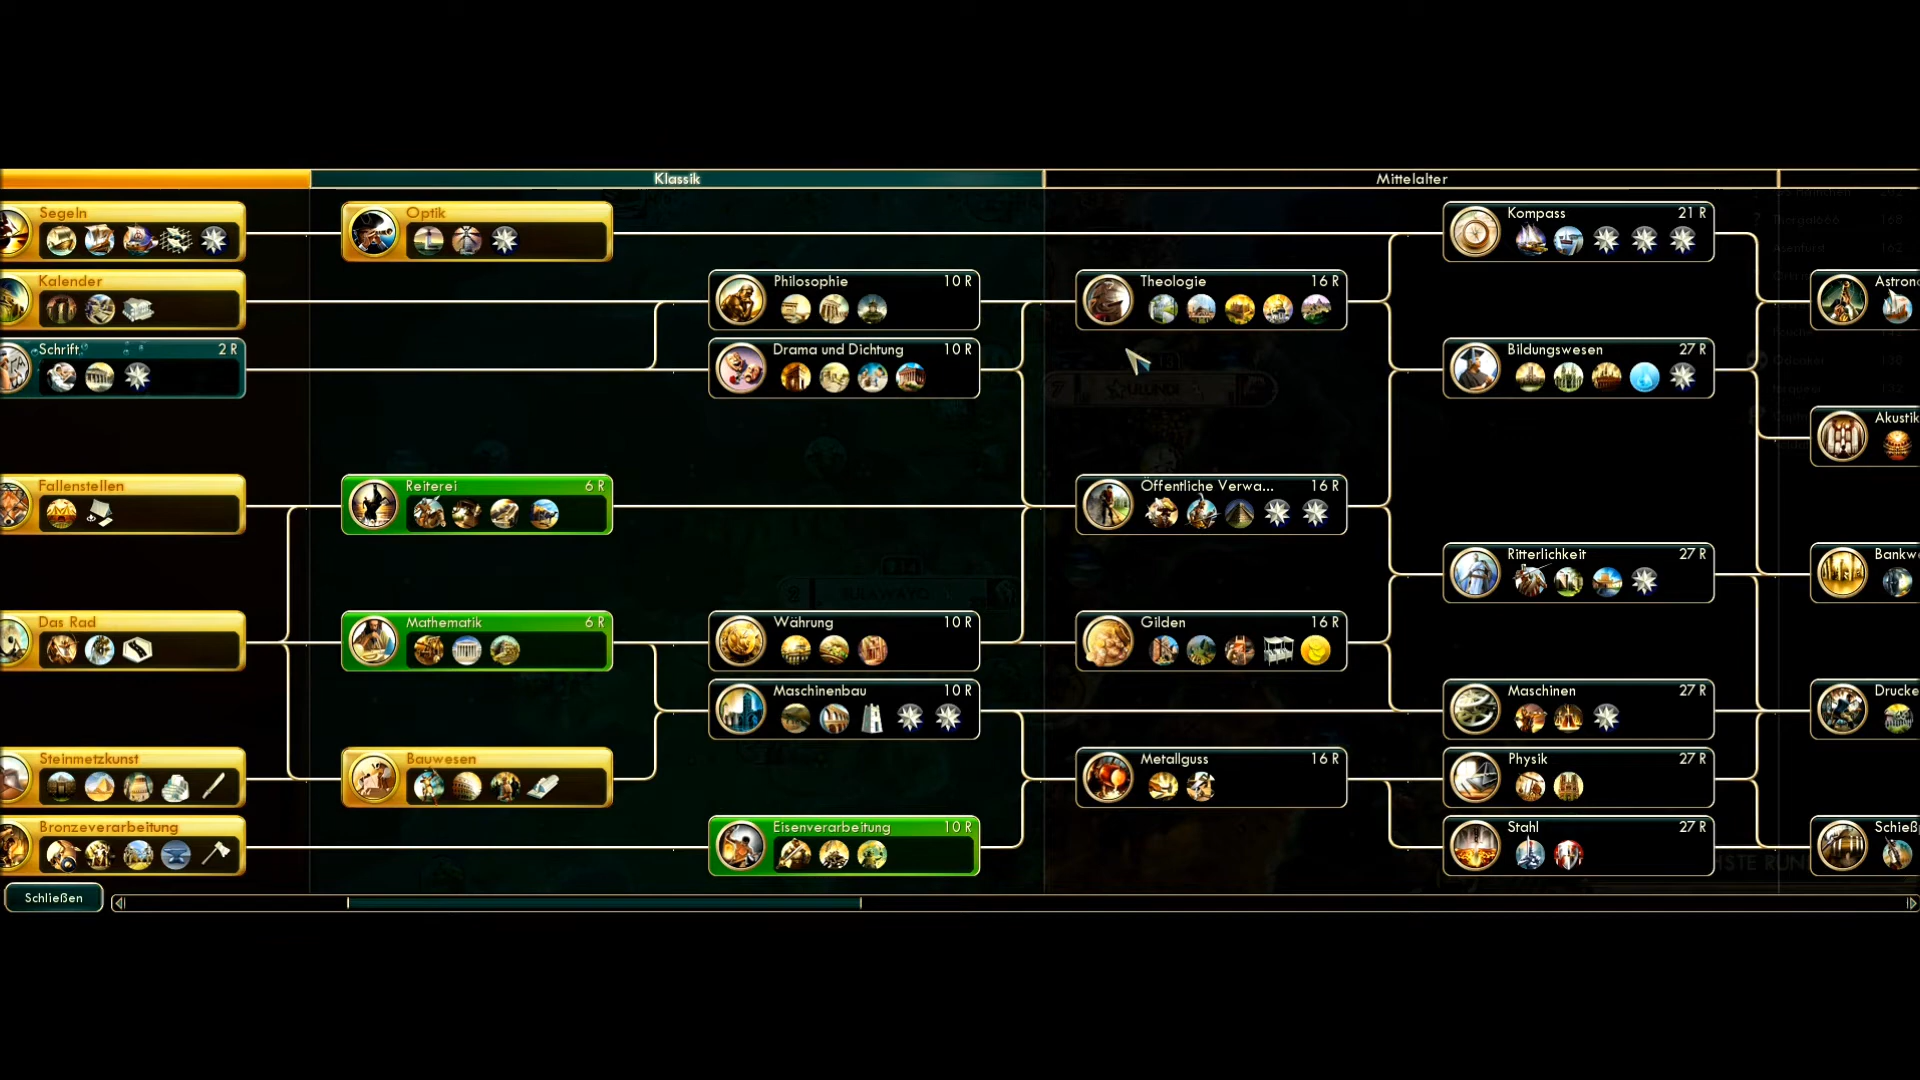 Klassik
Mittelalter
Segeln
Optik
Kompass 21 R
Kalender
Philosophie 10 R
Theologie 16 R
Astron
Schrift 2 R
Drama und Dichtung 10 R
Bildungswesen 27 R
Akustik
Fallenstellen
Reiterei 6 R
Öffentliche Verwa... 16 R
Ritterlichkeit 27 R
Bankw
Das Rad
Mathematik 6 R
Währung 10 R
Gilden 16 R
Maschinenbau 10 R
Maschinen 27 R
Drucke
Steinmetzkunst
Bauwesen
Metallguss 16 R
Physik 27 R
Bronzeverarbeitung
Eisenverarbeitung 10 R
Stahl 27 R
Schieß
Schließen